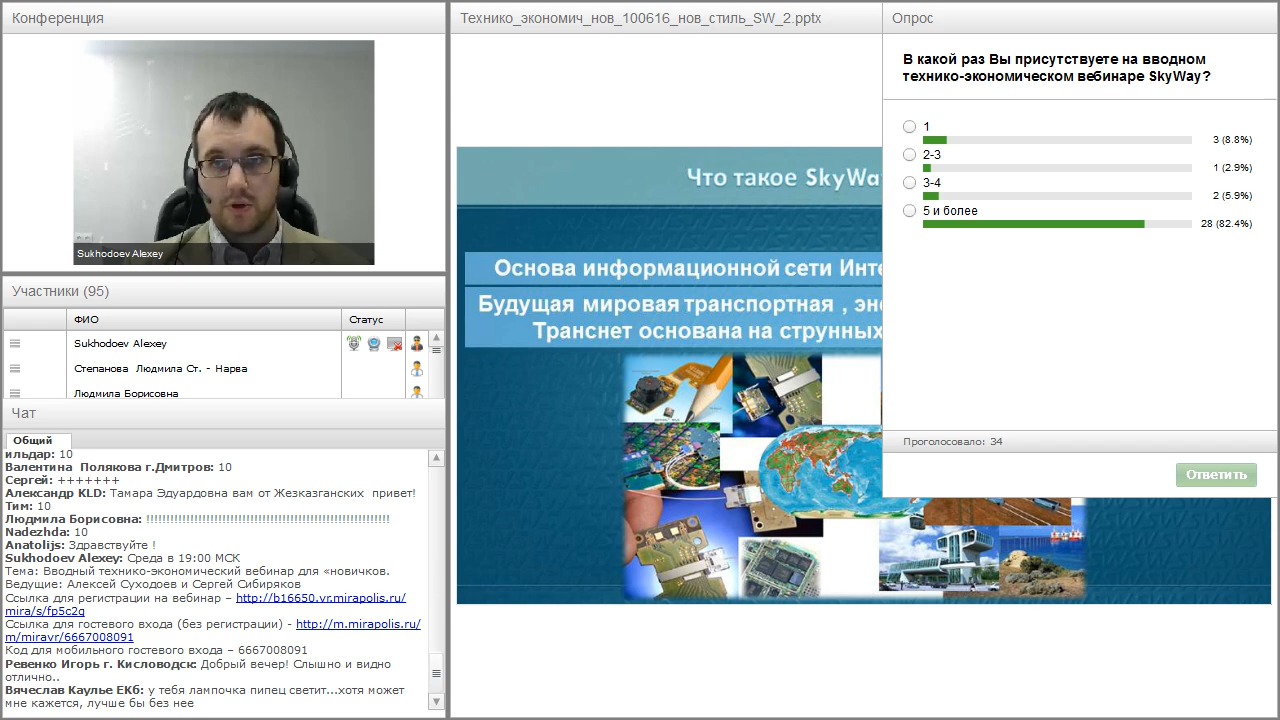 Конференция
Sukhodoev Alexey
Участники (95)
ФИО
Статус
Sukhodoev Alexey
Степанова Людмила Ст. - Нарва
Людмила Борисовна
Чат
Общий
ильдар: 10
Валентина Полякова г.Дмитров: 10
Сергей: +++++++
Александр KLD: Тамара Эдуардовна вам от Жезказганских привет!
Тим: 10
Людмила Борисовна: !!!!!!!!!!!!!!!!!!!!!!!!!!!!!!!!!!!!!!!!!!!!!!!!!!!!!!!!!!!!!
Nadezhda: 10
Anatolijs: Здравствуйте !
Sukhodoev Alexey: Среда в 19:00 МСК
Тема: Вводный технико-экономический вебинар для «новичков.
Ведущие: Алексей Суходоев и Сергей Сибиряков
Ссылка для регистрации на вебинар – http://b16650.vr.mirapolis.ru/
mira/s/fp5c2q
Ссылка для гостевого входа (без регистрации) - http://m.mirapolis.ru/
m/miravr/6667008091
Код для мобильного гостевого входа – 6667008091
Ревенко Игорь г. Кисловодск: Добрый вечер! Слышно и видно
отлично..
Вячеслав Каулье ЕКб: у тебя лампочка пипец светит...хотя может
мне кажется, лучше бы без нее
Технико_экономич_нов_100616_нов_стиль_SW_2.pptx
Что такое SkyWa
Основа информационной сети Инте
Будущая мировая транспортная , эне
Транснет основана на струнных
Опрос
В какой раз Вы присутствуете на вводном
технико-экономическом вебинаре SkyWay?
1
3 (8.8%)
2-3
1 (2.9%)
3-4
2 (5.9%)
5 и более
28 (82.4%)
Проголосовало: 34
Ответить